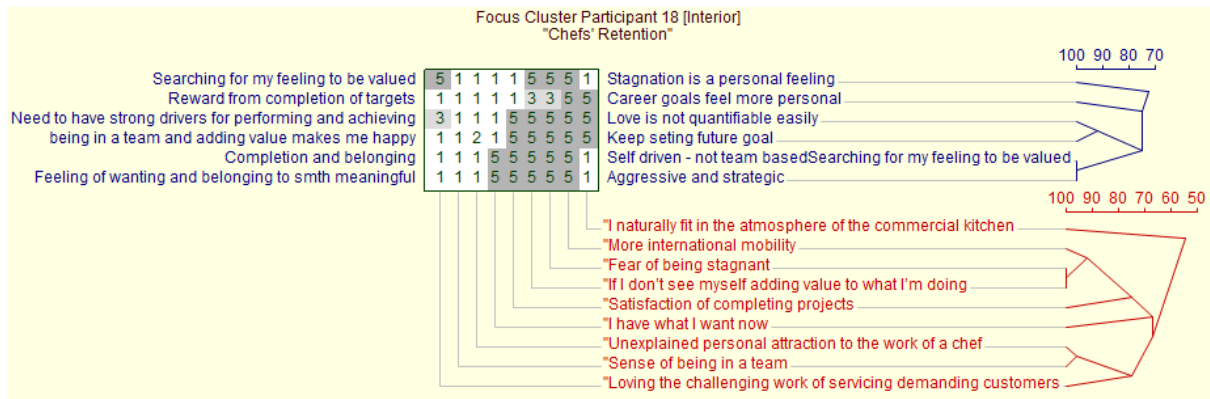 Focus Cluster Participant 18 [Interior]
"Chefs' Retention"
100 90 80 70
Searching for my feeling to be valued 5 1 1 1 1 5 5 5 1 Stagnation is a personal feeling
Reward from completion of targets 1 1 1 1 1 3 3 5 5 Career goals feel more personal
Need to have strong drivers for performing and achieving 3 1 1 1 5 5 5 5 5 Love is not quantifiable easily
being in a team and adding value makes me happy 1 1 2 1 5 5 5 5 5 Keep seting future goal
Completion and belonging 1 1 1 5 5 5 5 5 1 Self driven - not team basedSearching for my feeling to be valued
Feeling of wanting and belonging to smth meaningful 1 1 1 5 5 5 5 5 1 Aggressive and strategic
100 90 80 70 60 50
"I naturally fit in the atmosphere of the commercial kitchen
"More international mobility
"Fear of being stagnant
"If I don't see myself adding value to what I'm doing
"Satisfaction of completing projects
"I have what I want now
"Unexplained personal attraction to the work of a chef
"Sense of being in a team
"Loving the challenging work of servicing demanding customers